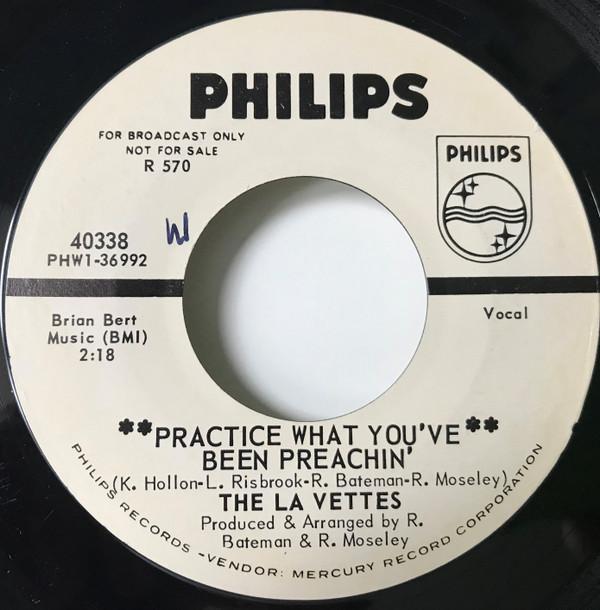 PHILIPS
FOR BROADCAST ONLY
NOT FOR SALE
R 570
PHILIPS
40338
PHW1-36992
Brian Bert
Music (BMI)
2:18
Vocal
**PRACTICE WHAT YOU'VE**
BEEN PREACHIN'
(K. Hollon-L. Risbrook-R. Bateman-R. Moseley)
THE LA VETTES
Produced & Arranged by R.
Bateman & R. Moseley
PHILIPS RECORDS -VENDOR: MERCURY RECORD CORPORATION